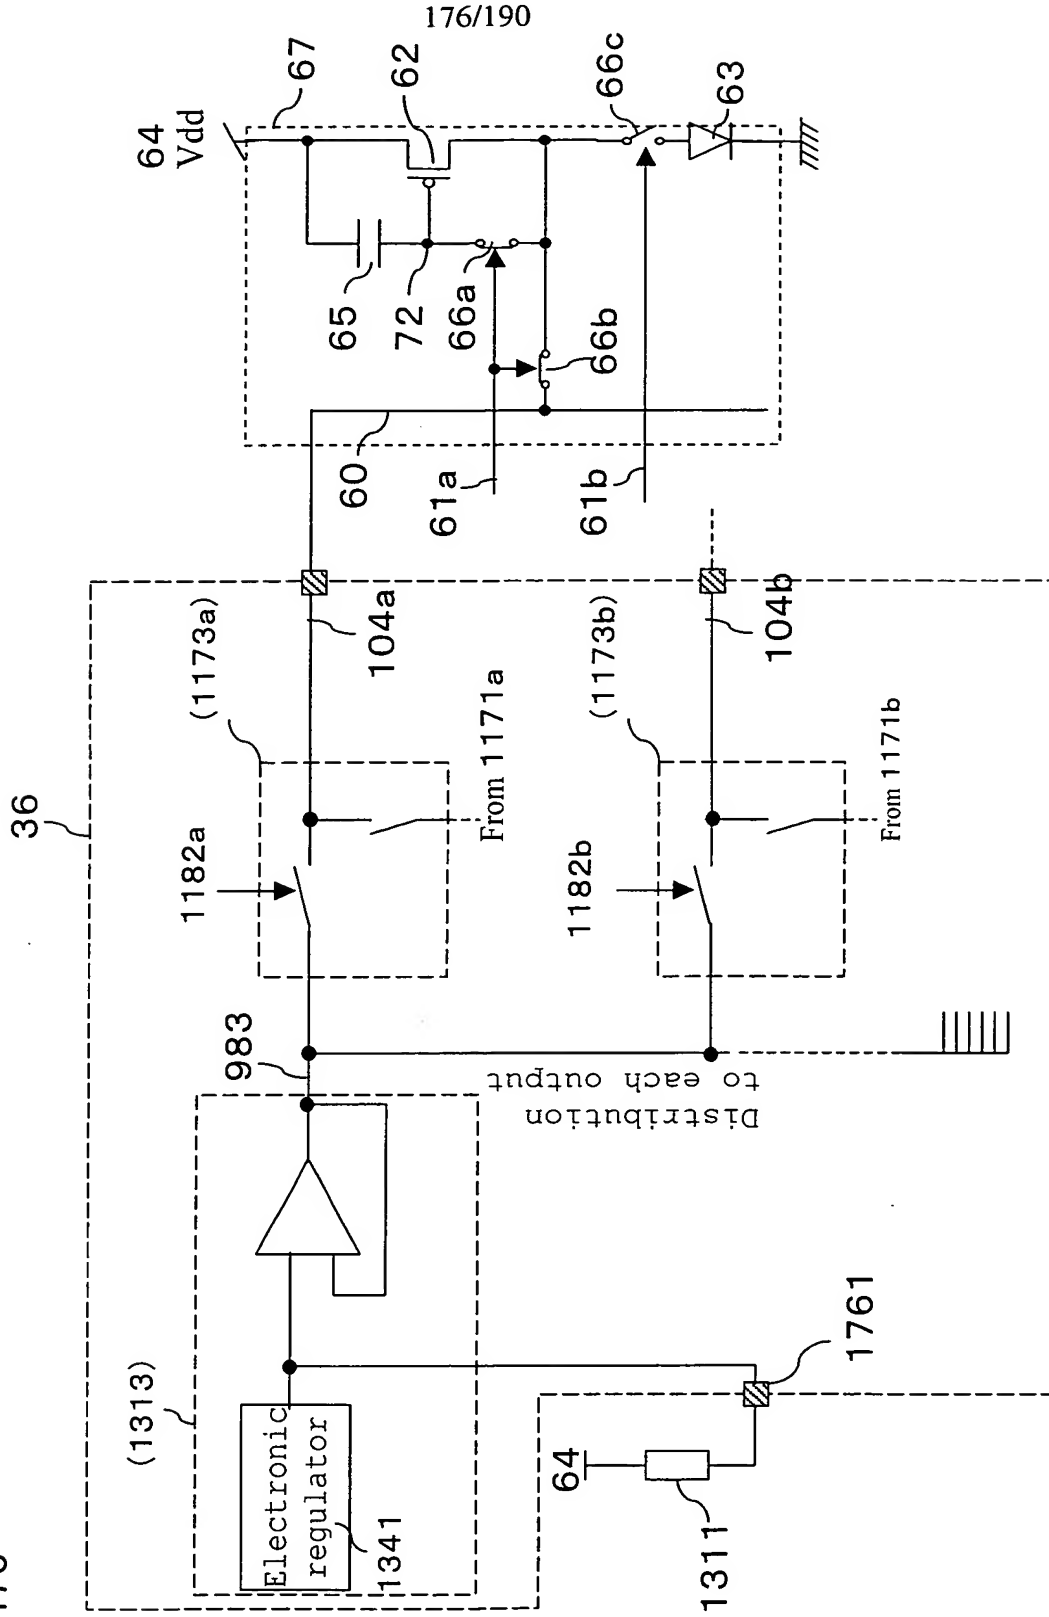 176/190
36
(1313)
Electronic
regulator
1341
64
1311
1761
983
Distribution
to each output
1182a
(1173a)
From 1171a
104a
1182b
(1173b)
From 1171b
104b
60
61a
61b
64
Vdd
67
62
65
72
66a
66b
66c
63